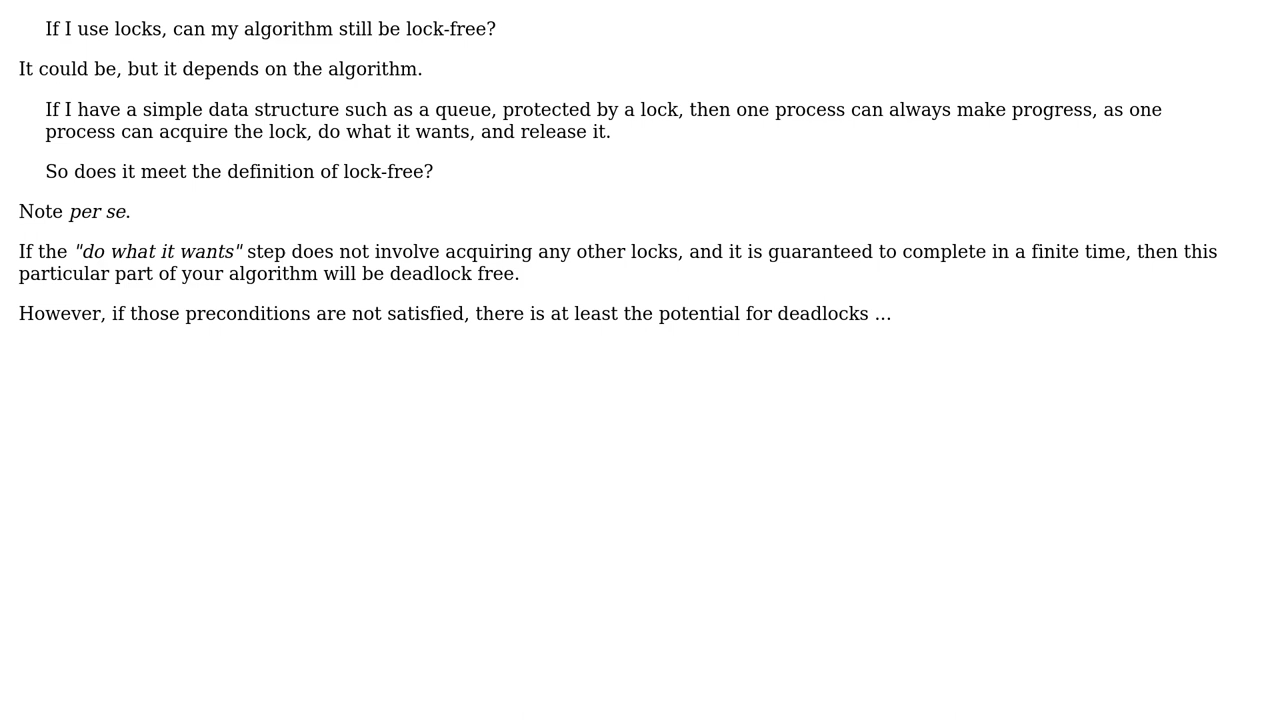 If I use locks, can my algorithm still be lock-free?
It could be, but it depends on the algorithm.
If I have a simple data structure such as a queue, protected by a lock, then one process can always make progress, as one
process can acquire the lock, do what it wants, and release it.
So does it meet the definition of lock-free?
Note per se.
If the "do what it wants" step does not involve acquiring any other locks, and it is guaranteed to complete in a finite time, then this
particular part of your algorithm will be deadlock free.
However, if those preconditions are not satisfied, there is at least the potential for deadlocks ...